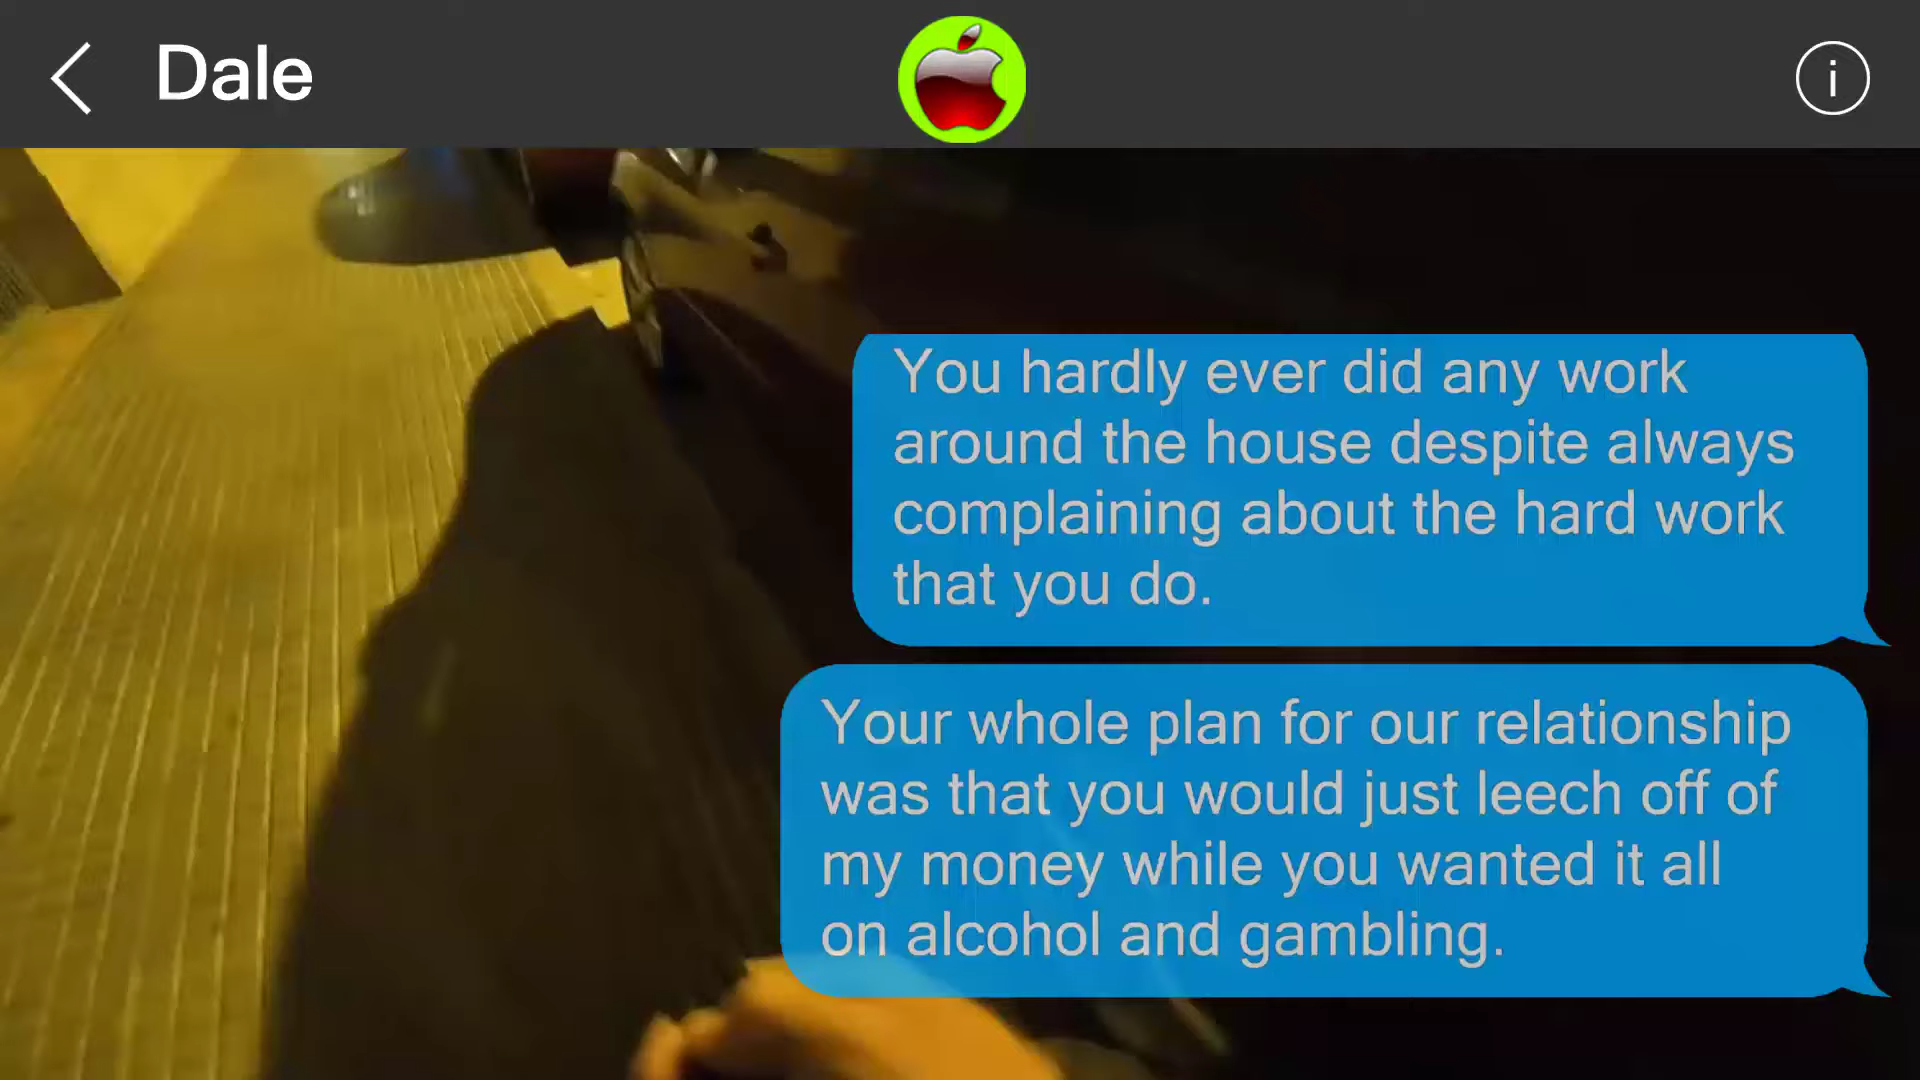 Dale
You hardly ever did any work
around the house despite always
complaining about the hard work
that you do.
Your whole plan for our relationship
was that you would just leech off of
my money while you wanted it all
on alcohol and gambling.